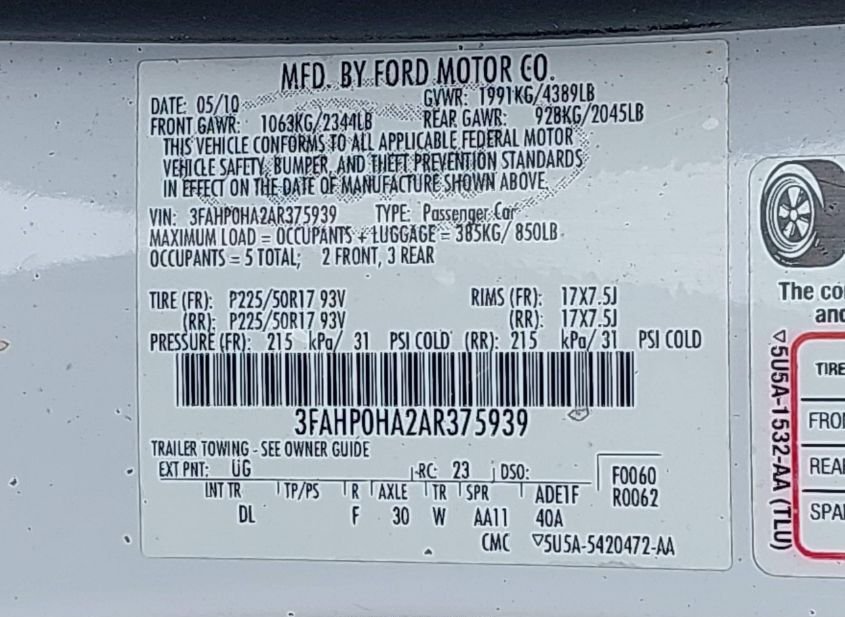 MFD. BY FORD MOTOR CO.
DATE: 05/10 GVWR: 1991KG/4389LB
FRONT GAWR: 1063KG/2344LB REAR GAWR: 928KG/2045LB
THIS VEHICLE CONFORMS TO ALL APPLICABLE FEDERAL MOTOR
VEHICLE SAFETY, BUMPER, AND THEFT PREVENTION STANDARDS
IN EFFECT ON THE DATE OF MANUFACTURE SHOWN ABOVE.
VIN: 3FAHP0HA2AR375939 TYPE: Passenger Car
MAXIMUM LOAD = OCCUPANTS + LUGGAGE = 385KG/ 850LB
OCCUPANTS = 5 TOTAL; 2 FRONT, 3 REAR
TIRE (FR): P225/50R17 93V RIMS (FR): 17X7.5J
(RR): P225/50R17 93V (RR): 17X7.5J
PRESSURE (FR): 215 kPa/ 31 PSI COLD (RR): 215 kPa/ 31 PSI COLD
3FAHP0HA2AR375939
TRAILER TOWING - SEE OWNER GUIDE
EXT PNT: UG RC: 23 DSO: F0060
INT TR TP/PS R AXLE TR SPR ADE1F R0062
DL F 30 W AA11 40A
CMC ▽5U5A-5420472-AA
The co
and
▽5U5A-1532-AA (TLU)
TIRE
FRO
REA
SPA